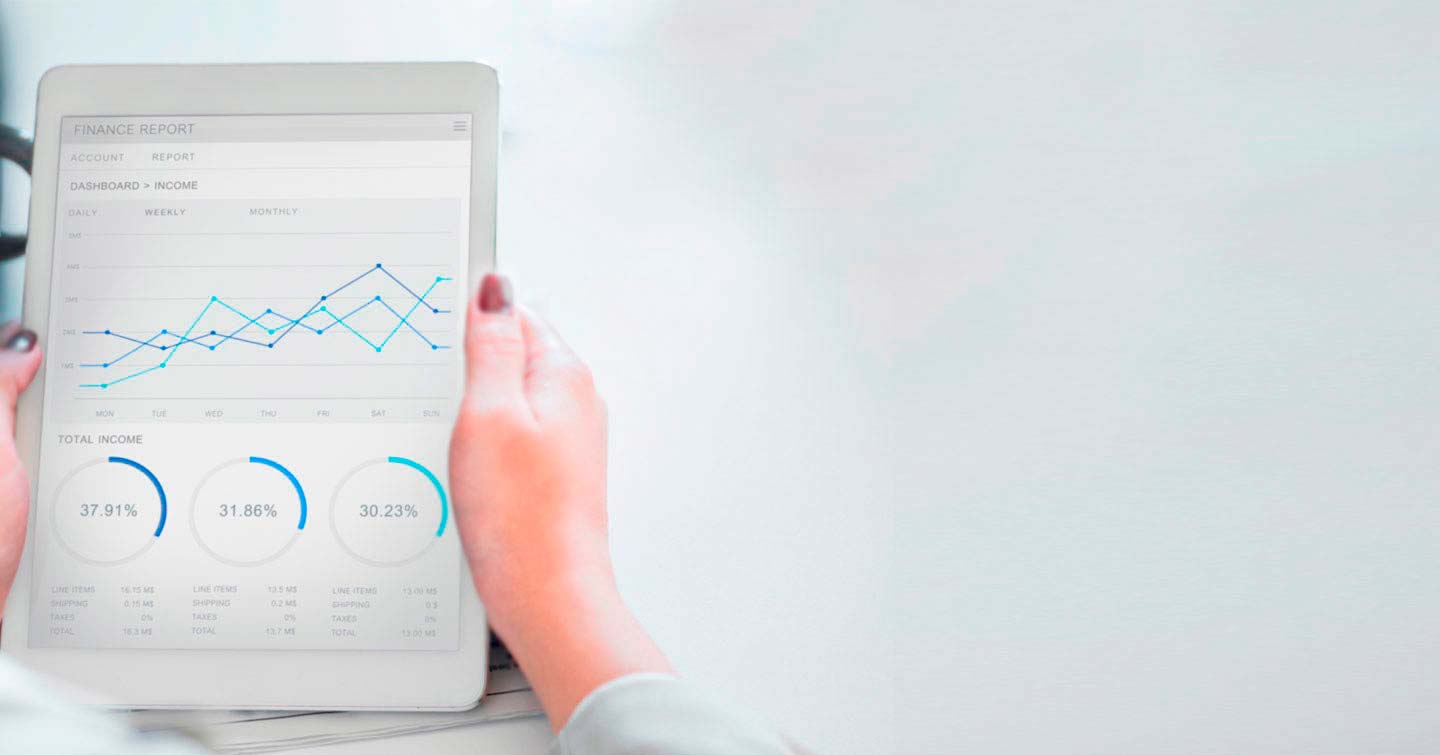 FINANCE REPORT
ACCOUNT REPORT
DASHBOARD > INCOME
DAILY WEEKLY MONTHLY
5M$
4M$
3M$
2M$
1M$
MON TUE WED THU FRI SAT SUN
TOTAL INCOME
37.91% 31.86% 30.23%
LINE ITEMS 16.15 M$ LINE ITEMS 13.5 M$ LINE ITEMS 13.00 M$
SHIPPING 0.15 M$ SHIPPING 0.2 M$ SHIPPING 0 $
TAXES 0% TAXES 0% TAXES 0%
TOTAL 16.3 M$ TOTAL 13.7 M$ TOTAL 13.00 M$